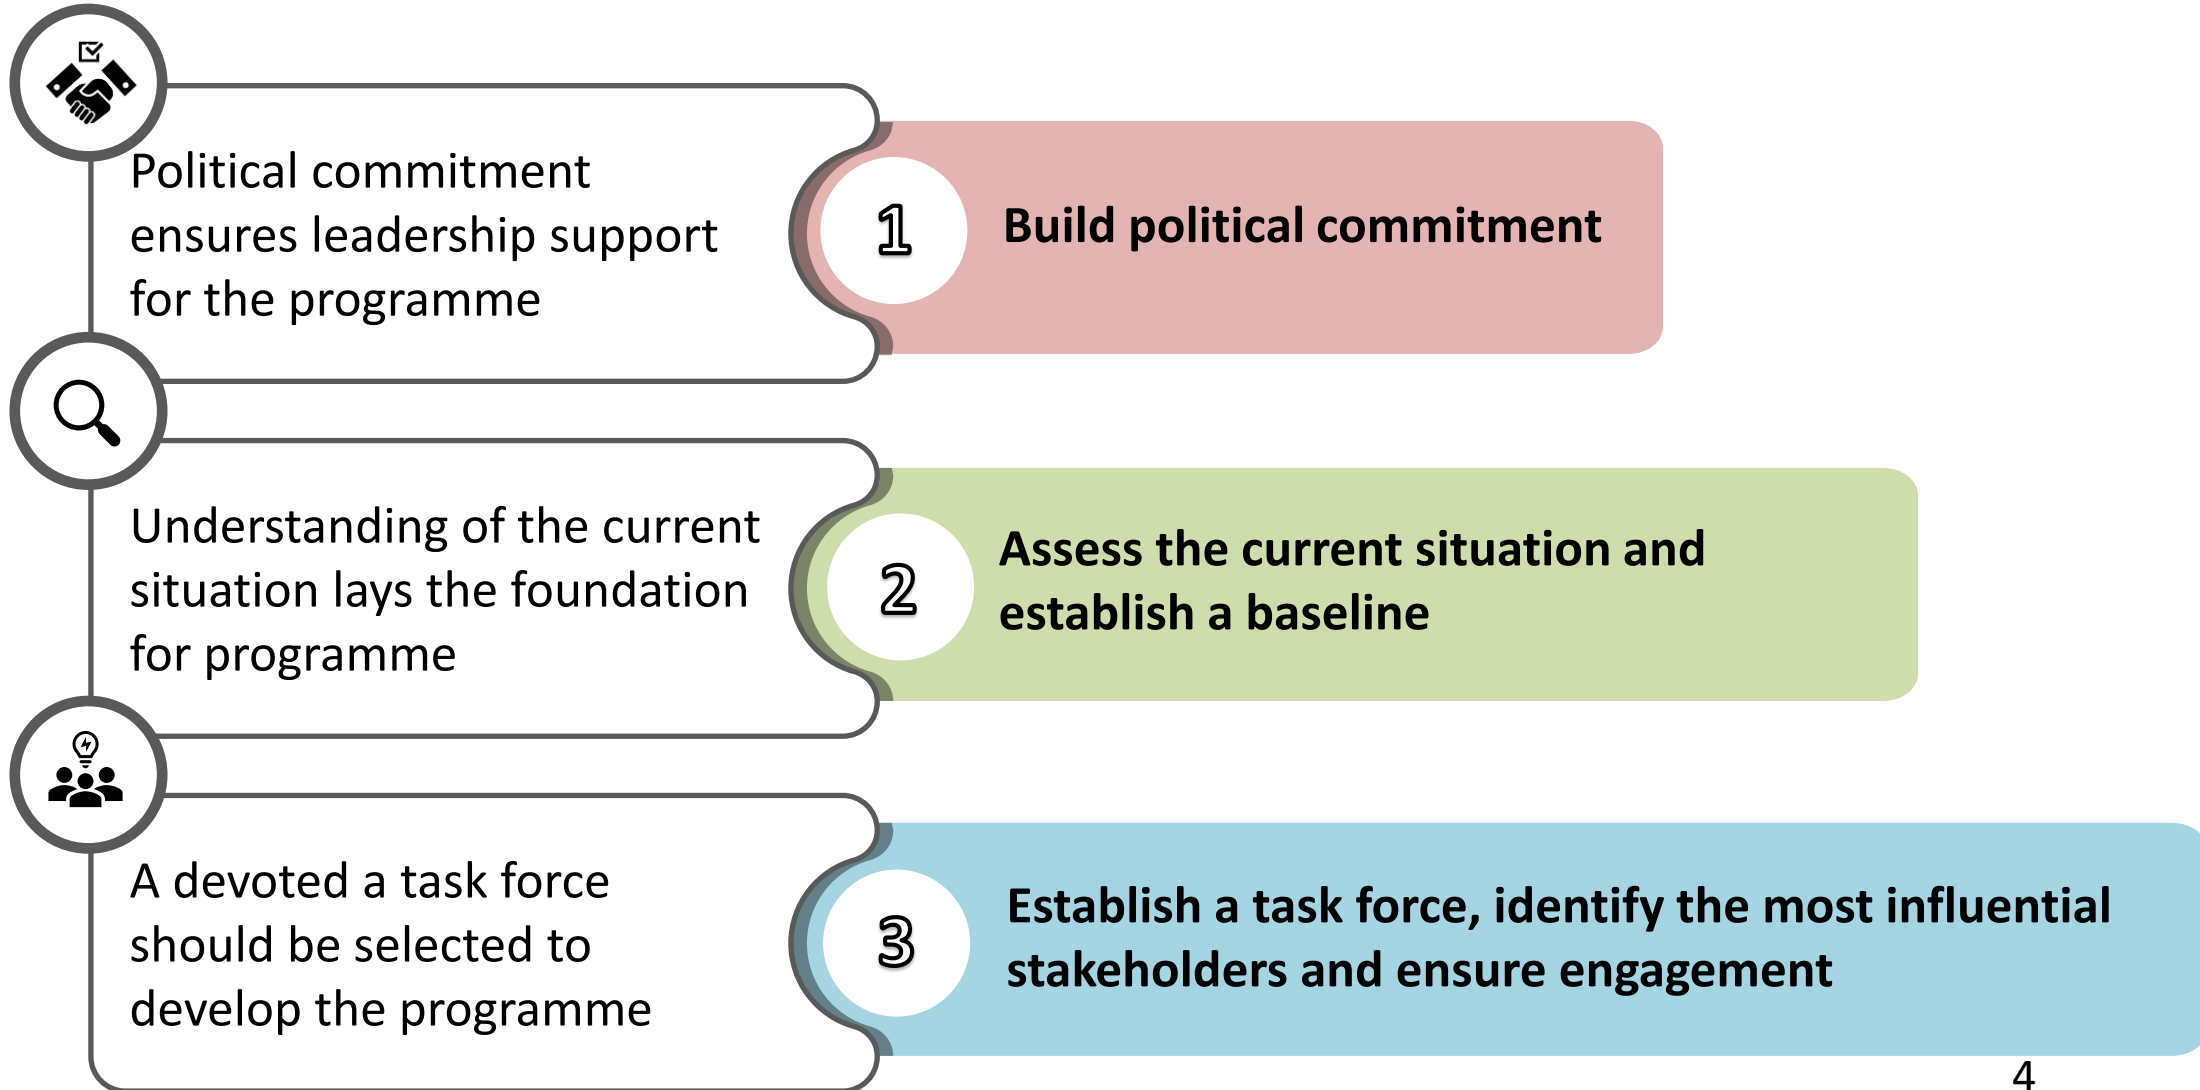 Political commitment
ensures leadership support
for the programme
1
Build political commitment
Understanding of the current
situation lays the foundation
for programme
2
Assess the current situation and
establish a baseline
A devoted a task force
should be selected to
develop the programme
3
Establish a task force, identify the most influential
stakeholders and ensure engagement
4